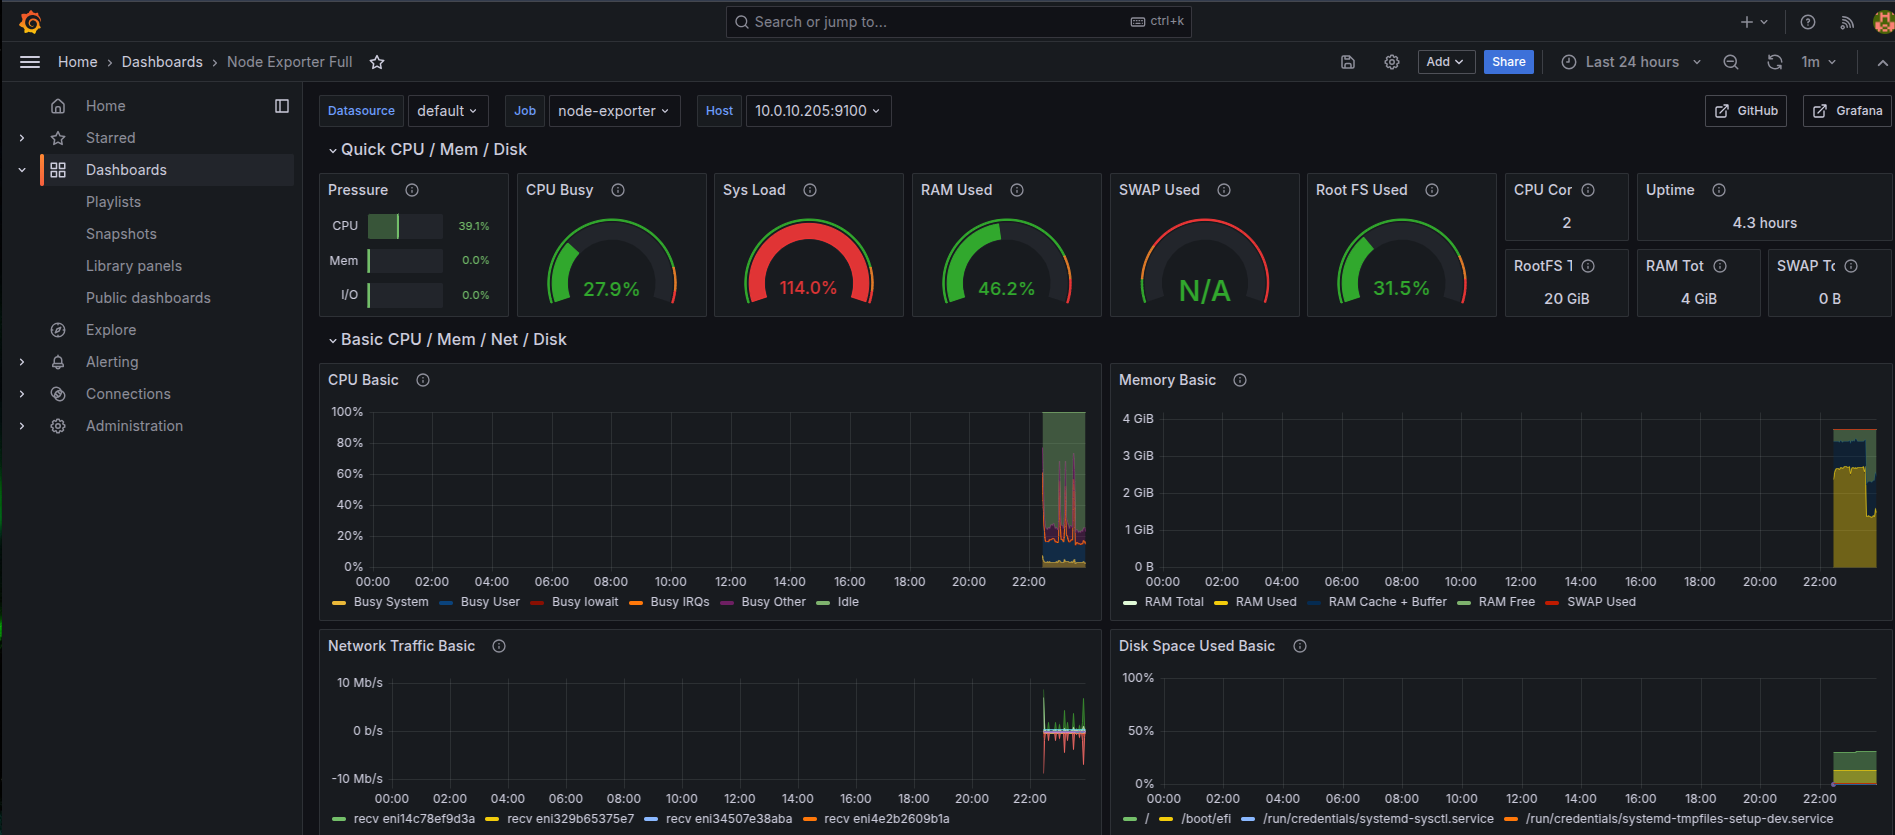 Search or jump to... ctrl+k
Home › Dashboards › Node Exporter Full
Add Share Last 24 hours 1m
Home
Starred
Dashboards
Playlists
Snapshots
Library panels
Public dashboards
Explore
Alerting
Connections
Administration
Datasource default Job node-exporter Host 10.0.10.205:9100 GitHub Grafana
Quick CPU / Mem / Disk
Pressure
CPU 39.1%
Mem 0.0%
I/O 0.0%
CPU Busy
27.9%
Sys Load
114.0%
RAM Used
46.2%
SWAP Used
N/A
Root FS Used
31.5%
CPU Cor
2
Uptime
4.3 hours
RootFS T
20 GiB
RAM Tot
4 GiB
SWAP To
0 B
Basic CPU / Mem / Net / Disk
CPU Basic
100%
80%
60%
40%
20%
0%
00:00 02:00 04:00 06:00 08:00 10:00 12:00 14:00 16:00 18:00 20:00 22:00
Busy System Busy User Busy Iowait Busy IRQs Busy Other Idle
Memory Basic
4 GiB
3 GiB
2 GiB
1 GiB
0 B
00:00 02:00 04:00 06:00 08:00 10:00 12:00 14:00 16:00 18:00 20:00 22:00
RAM Total RAM Used RAM Cache + Buffer RAM Free SWAP Used
Network Traffic Basic
10 Mb/s
0 b/s
-10 Mb/s
00:00 02:00 04:00 06:00 08:00 10:00 12:00 14:00 16:00 18:00 20:00 22:00
recv eni14c78ef9d3a recv eni329b65375e7 recv eni34507e38aba recv eni4e2b2609b1a
Disk Space Used Basic
100%
50%
0%
00:00 02:00 04:00 06:00 08:00 10:00 12:00 14:00 16:00 18:00 20:00 22:00
/ /boot/efi /run/credentials/systemd-sysctl.service /run/credentials/systemd-tmpfiles-setup-dev.service